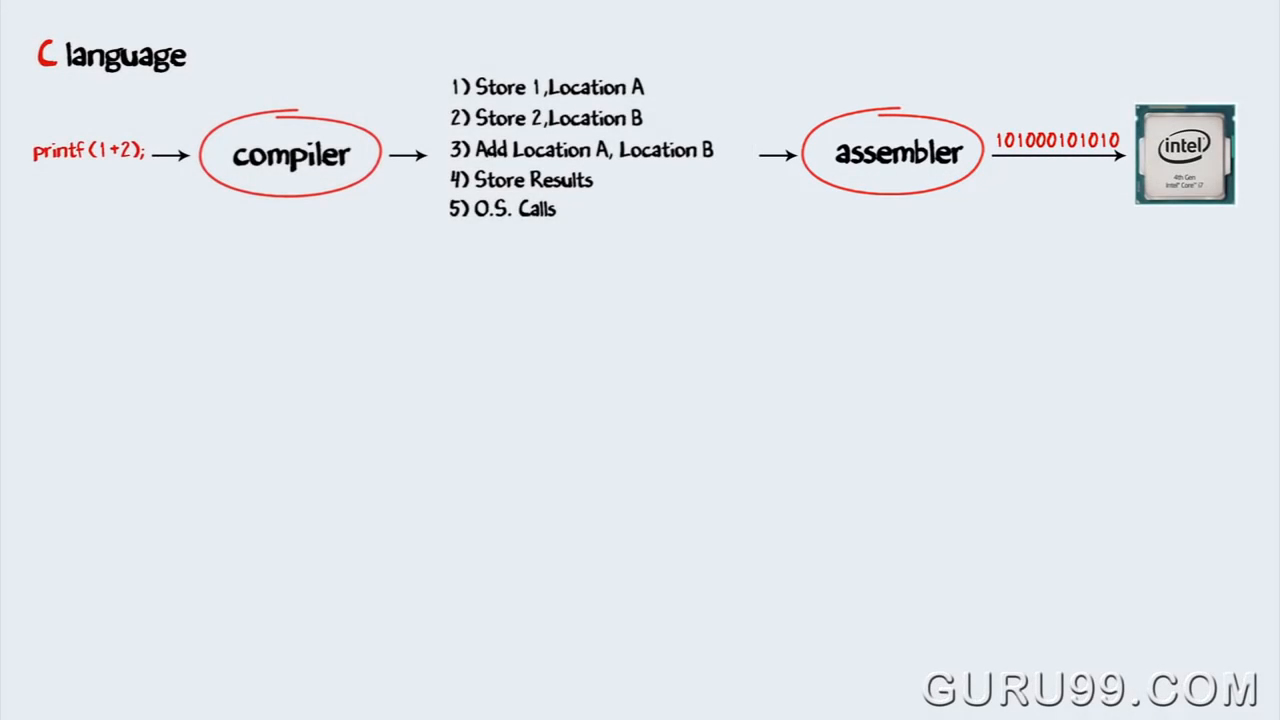 C language
printf (1+2);
compiler
1) Store 1,Location A
2) Store 2,Location B
3) Add Location A, Location B
4) Store Results
5) O.S. Calls
assembler
101000101010
intel
4th Gen
Intel® Core™ i7
GURU99.COM